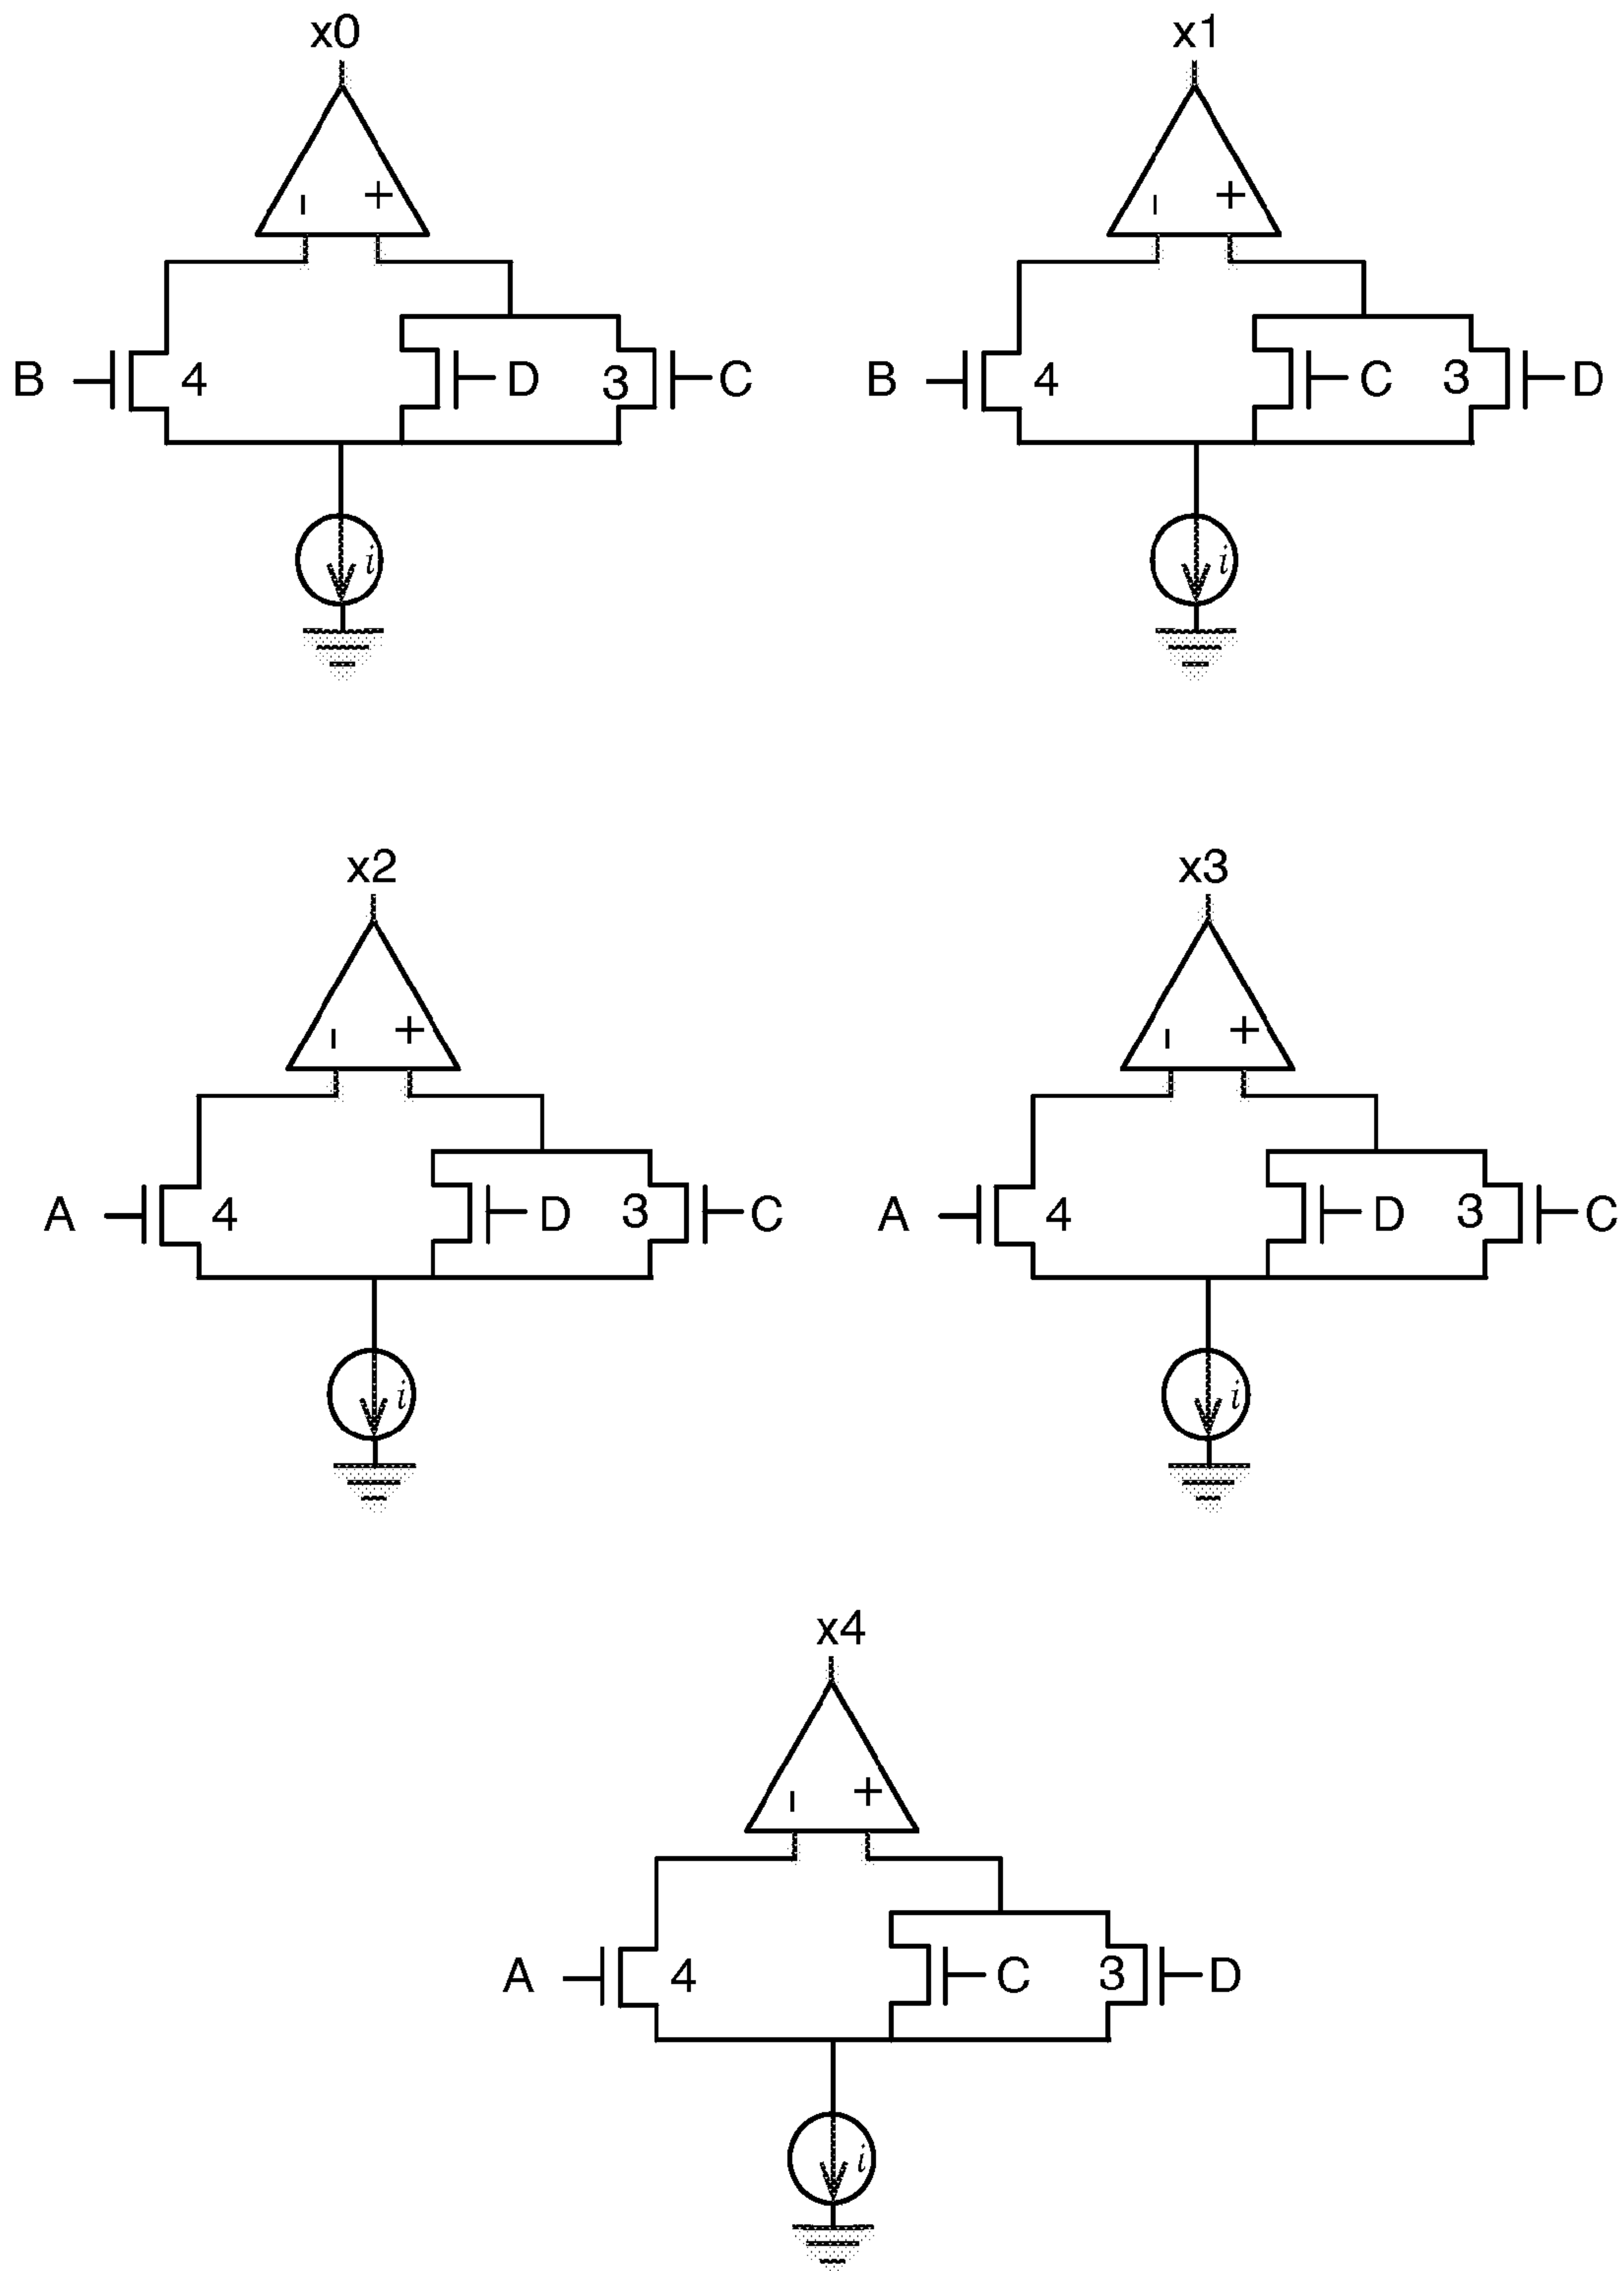 x0 x1
- + - +
B 4 D 3 C B 4 C 3 D
i i
x2 x3
- + - +
A 4 D 3 C A 4 D 3 C
i i
x4
- +
A 4 C 3 D
i